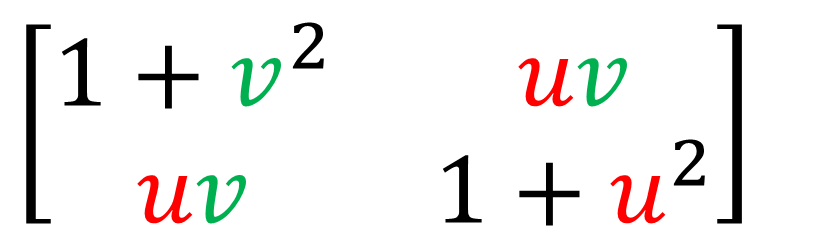 [1 + v² uv
uv 1 + u²]